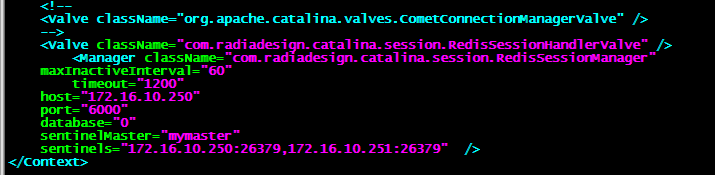 <!--
<Valve className="org.apache.catalina.valves.CometConnectionManagerValve" />
-->
<Valve className="com.radiadesign.catalina.session.RedisSessionHandlerValve" />
<Manager className="com.radiadesign.catalina.session.RedisSessionManager"
maxInactiveInterval="60"
timeout="1200"
host="172.16.10.250"
port="6000"
database="0"
sentinelMaster="mymaster"
sentinels="172.16.10.250:26379,172.16.10.251:26379" />
</Context>